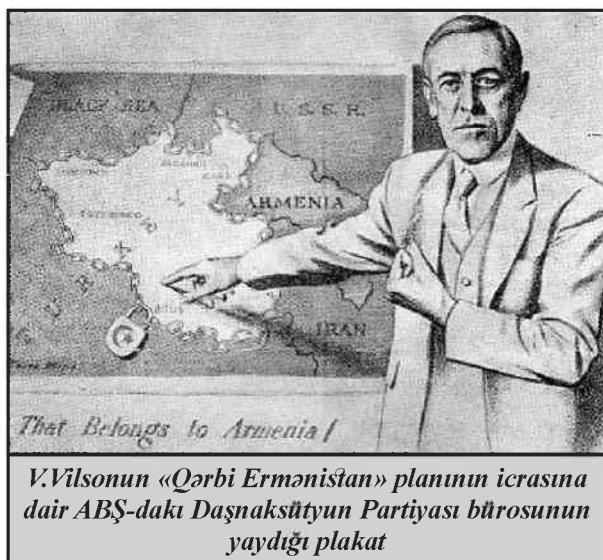 BLACK SEA
U. S. S. R.
ARMENIA
IRAN
That Belongs to Armenia!
V.Vilsonun «Qərbi Ermənistan» planının icrasına
dair ABŞ-dakı Daşnaksütyun Partiyası bürosunun
yaydığı plakat